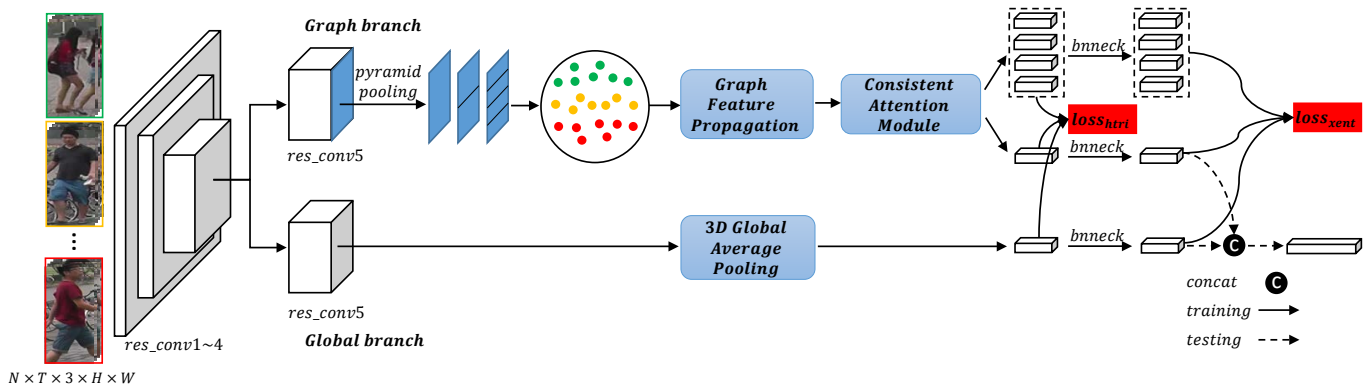 Graph branch
pyramid
pooling
res_conv5
Graph
Feature
Propagation
Consistent
Attention
Module
bnneck
loss_htri
loss_xent
bnneck
res_conv1~4
res_conv5
Global branch
3D Global
Average
Pooling
bnneck
C
concat
C
training
testing
N × T × 3 × H × W